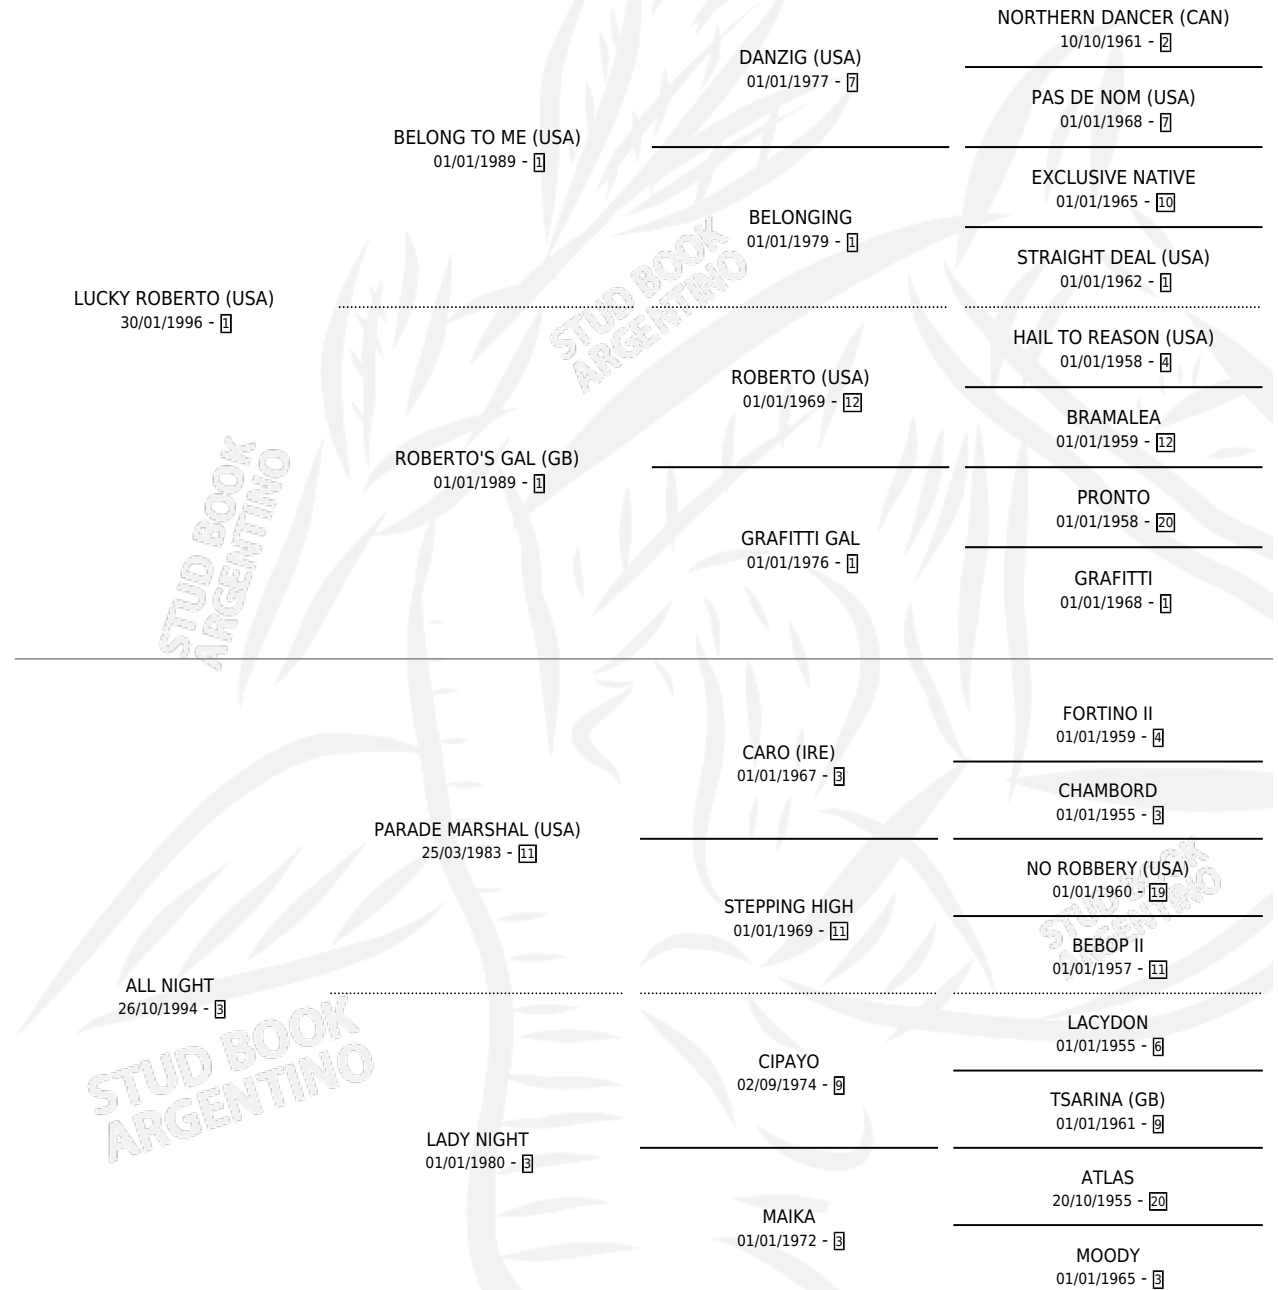 NORTHERN DANCER (CAN)
10/10/1961 - 2
DANZIG (USA)
01/01/1977 - 7
PAS DE NOM (USA)
01/01/1968 - 7
BELONG TO ME (USA)
01/01/1989 - 1
EXCLUSIVE NATIVE
01/01/1965 - 10
BELONGING
01/01/1979 - 1
STRAIGHT DEAL (USA)
01/01/1962 - 1
LUCKY ROBERTO (USA)
30/01/1996 - 1
STUD BOOK
ARGENTINO
HAIL TO REASON (USA)
01/01/1958 - 4
ROBERTO (USA)
01/01/1969 - 12
BRAMALEA
01/01/1959 - 12
ROBERTO'S GAL (GB)
01/01/1989 - 1
PRONTO
01/01/1958 - 20
GRAFITTI GAL
01/01/1976 - 1
GRAFITTI
01/01/1968 - 1
STUD BOOK
ARGENTINO
FORTINO II
01/01/1959 - 4
CARO (IRE)
01/01/1967 - 3
CHAMBORD
01/01/1955 - 3
PARADE MARSHAL (USA)
25/03/1983 - 11
NO ROBBERY (USA)
01/01/1960 - 19
STEPPING HIGH
01/01/1969 - 11
STUD BOOK
ARGENTINO
BEBOP II
01/01/1957 - 11
ALL NIGHT
26/10/1994 - 3
LACYDON
01/01/1955 - 6
CIPAYO
02/09/1974 - 9
STUD BOOK
ARGENTINO
TSARINA (GB)
01/01/1961 - 9
LADY NIGHT
01/01/1980 - 3
ATLAS
20/10/1955 - 20
MAIKA
01/01/1972 - 3
MOODY
01/01/1965 - 3